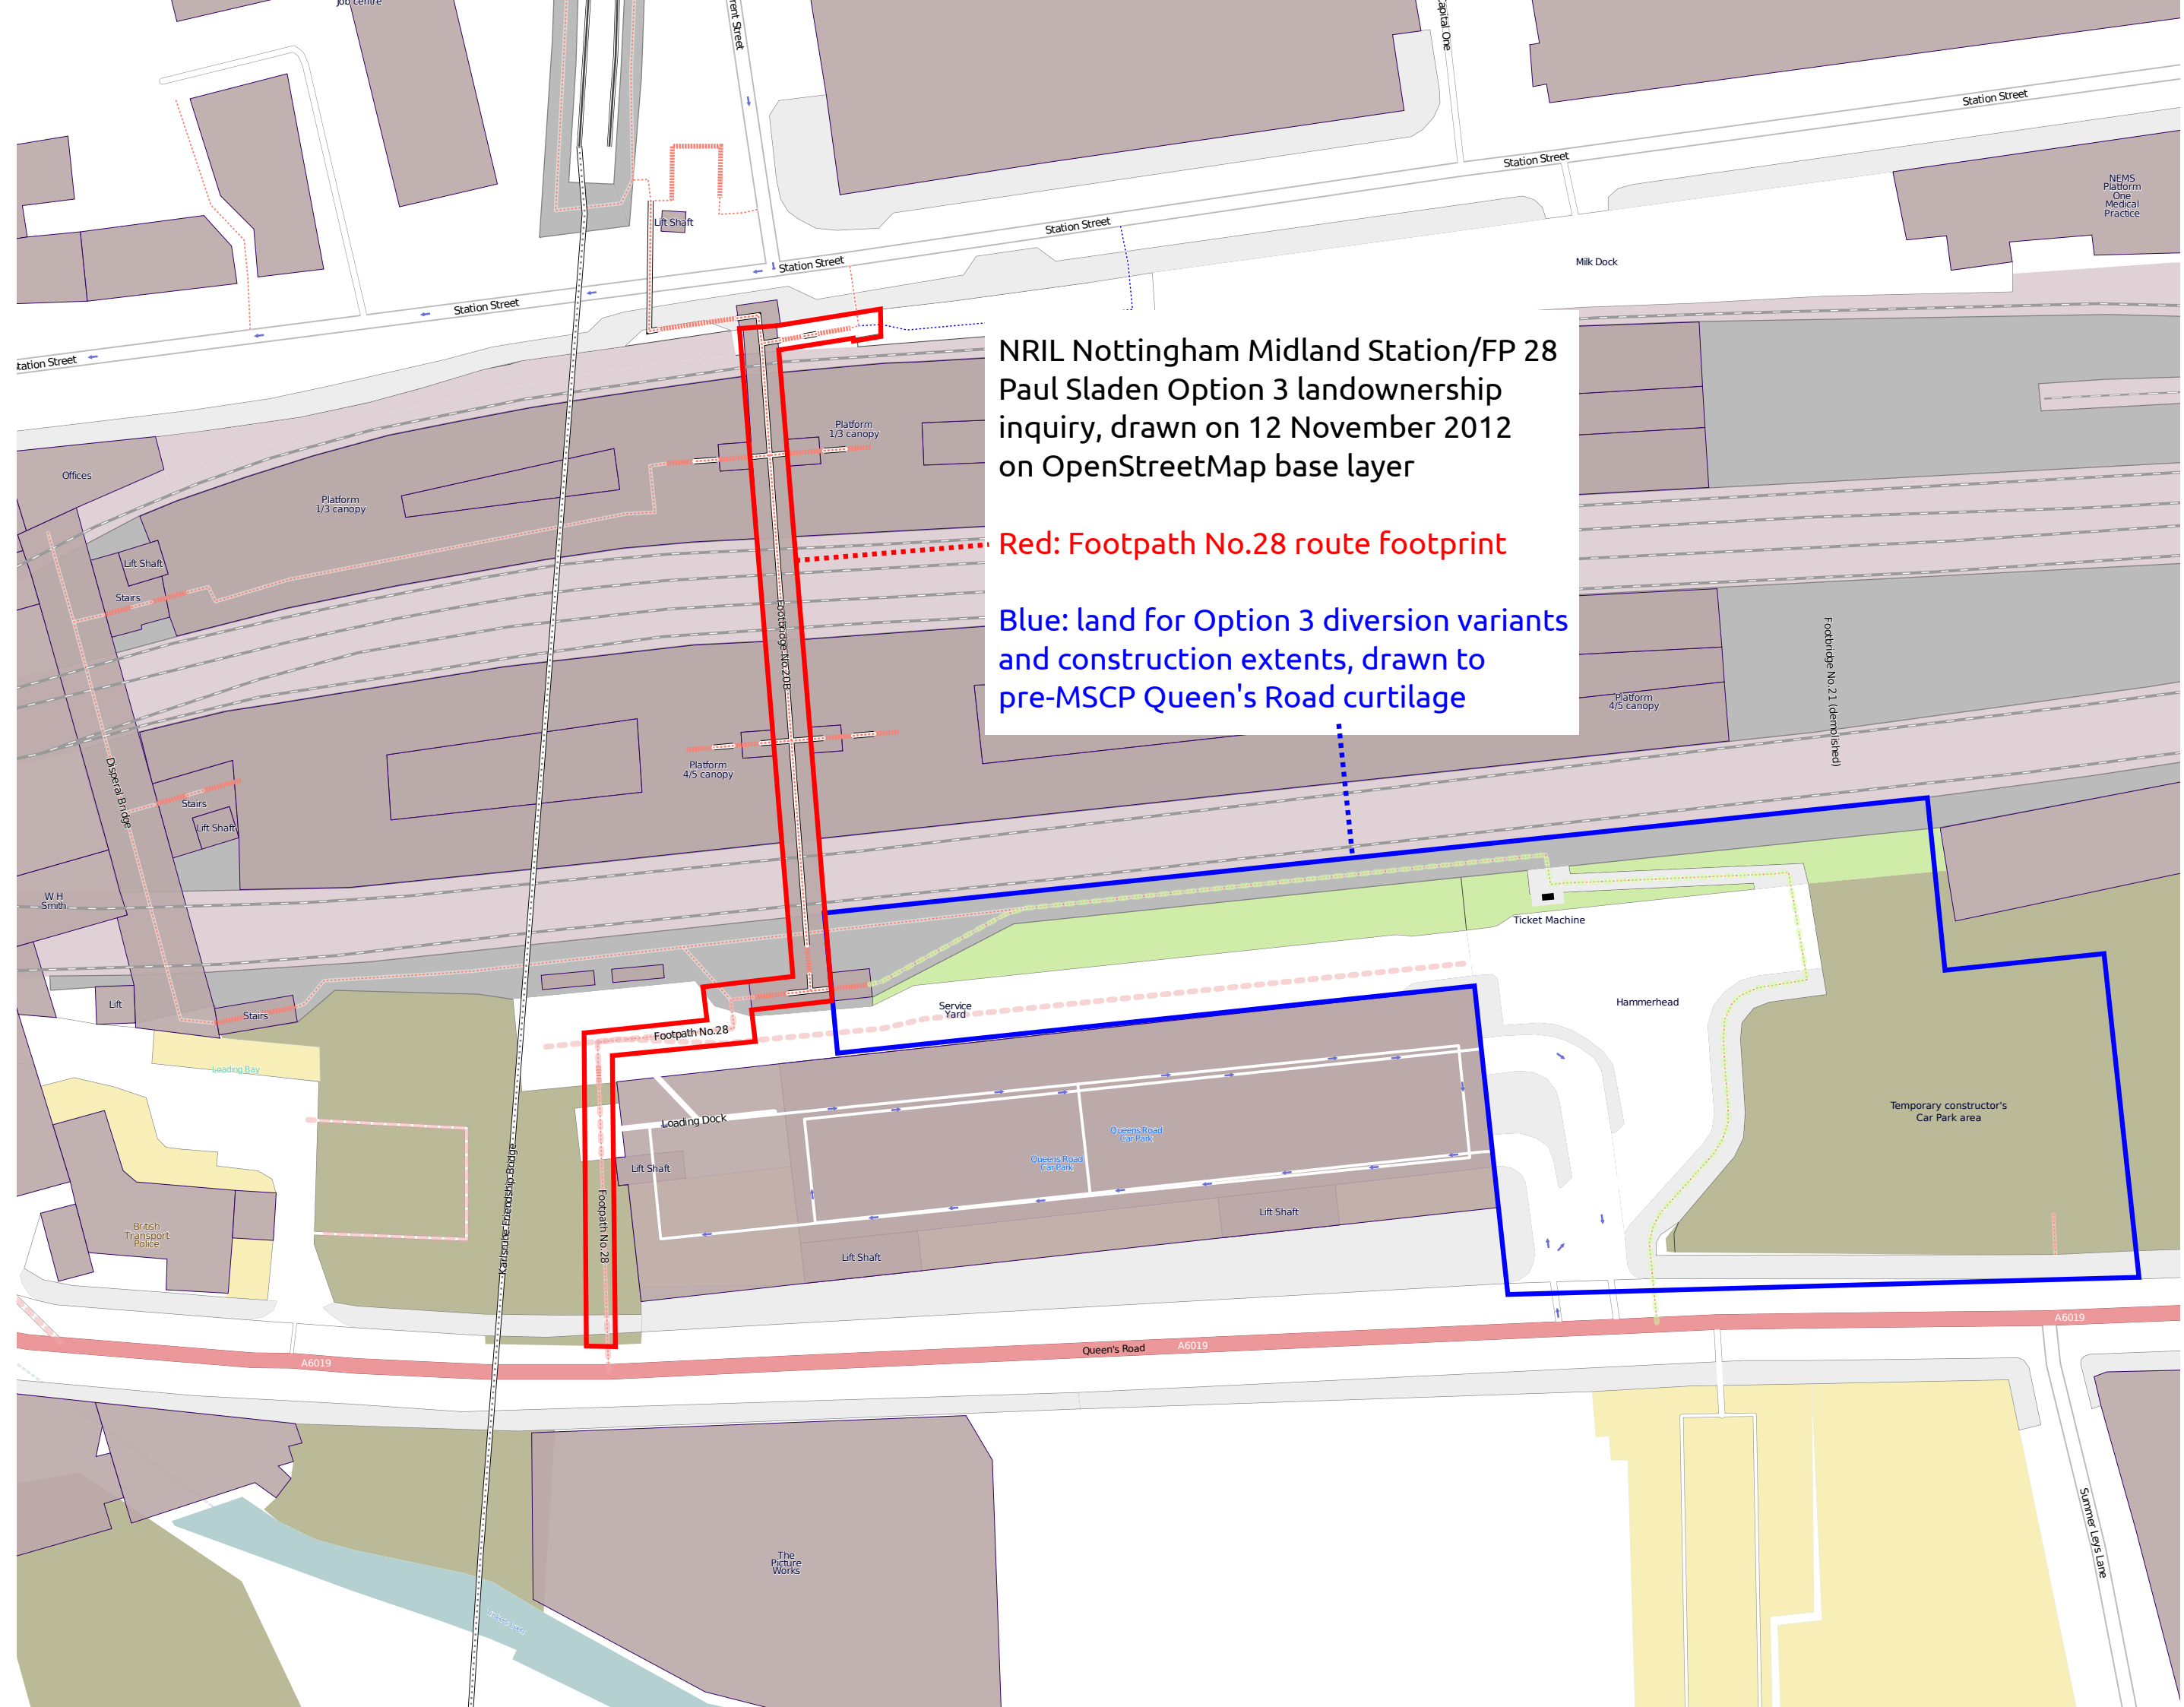 Job centre
Capital One
Station Street
Station Street
NEMS
Platform
One
Medical
Practice
Lift Shaft
Station Street
Station Street
Milk Dock
Station Street
Station Street
NRIL Nottingham Midland Station/FP 28
Paul Sladen Option 3 landownership
inquiry, drawn on 12 November 2012
on OpenStreetMap base layer
Red: Footpath No.28 route footprint
Blue: land for Option 3 diversion variants
and construction extents, drawn to
pre-MSCP Queen's Road curtilage
Platform
1/3 canopy
Offices
Platform
1/3 canopy
Lift Shaft
Stairs
Footbridge No.20B
Footbridge No.21 (demolished)
Platform
4/5 canopy
Platform
4/5 canopy
Dispersal Bridge
Stairs
Lift Shaft
W H
Smith
Ticket Machine
Lift
Stairs
Service
Yard
Hammerhead
Footpath No.28
Loading Bay
Temporary constructor's
Car Park area
Loading Dock
Queens Road
Car Park
Queens Road
Car Park
Lift Shaft
Karlsruhe Friendship Bridge
Footpath No.28
Lift Shaft
British
Transport
Police
Lift Shaft
A6019
Queen's Road
A6019
A6019
Summer Leys Lane
The
Picture
Works